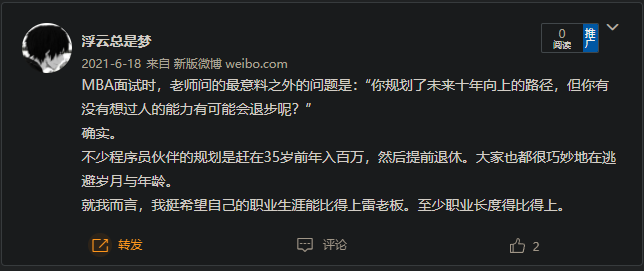 浮云总是梦
0
阅读
推广
2021-6-18 来自 新版微博 weibo.com
MBA面试时，老师问的最意料之外的问题是：“你规划了未来十年向上的路径，但你有
没有想过人的能力有可能会退步呢？”
确实。
不少程序员伙伴的规划是赶在35岁前年入百万，然后提前退休。大家也都很巧妙地在逃
避岁月与年龄。
就我而言，我挺希望自己的职业生涯能比得上雷老板。至少职业长度得比得上。
转发
评论
2